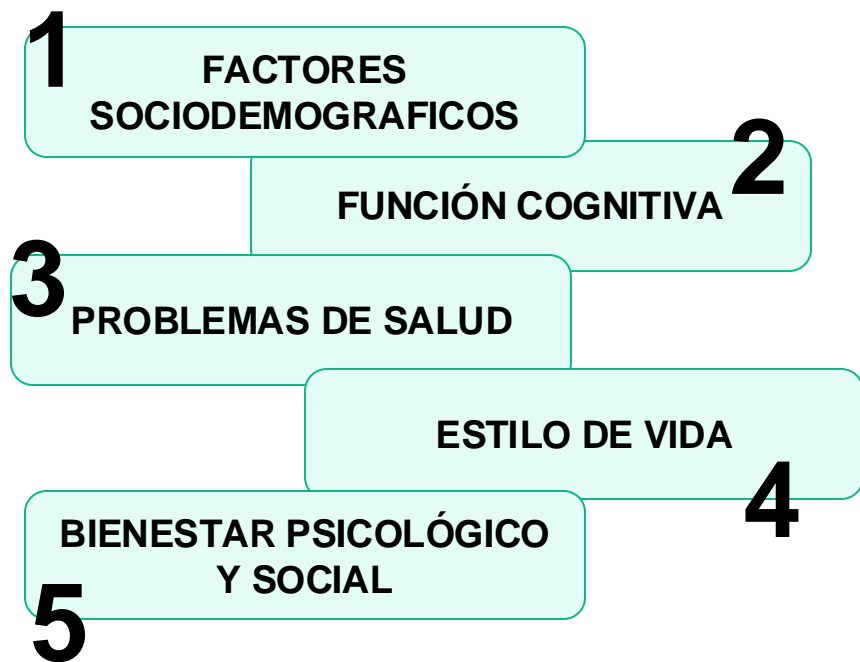 1
FACTORES
SOCIODEMOGRAFICOS
2
FUNCIÓN COGNITIVA
3
PROBLEMAS DE SALUD
ESTILO DE VIDA
4
BIENESTAR PSICOLÓGICO
Y SOCIAL
5